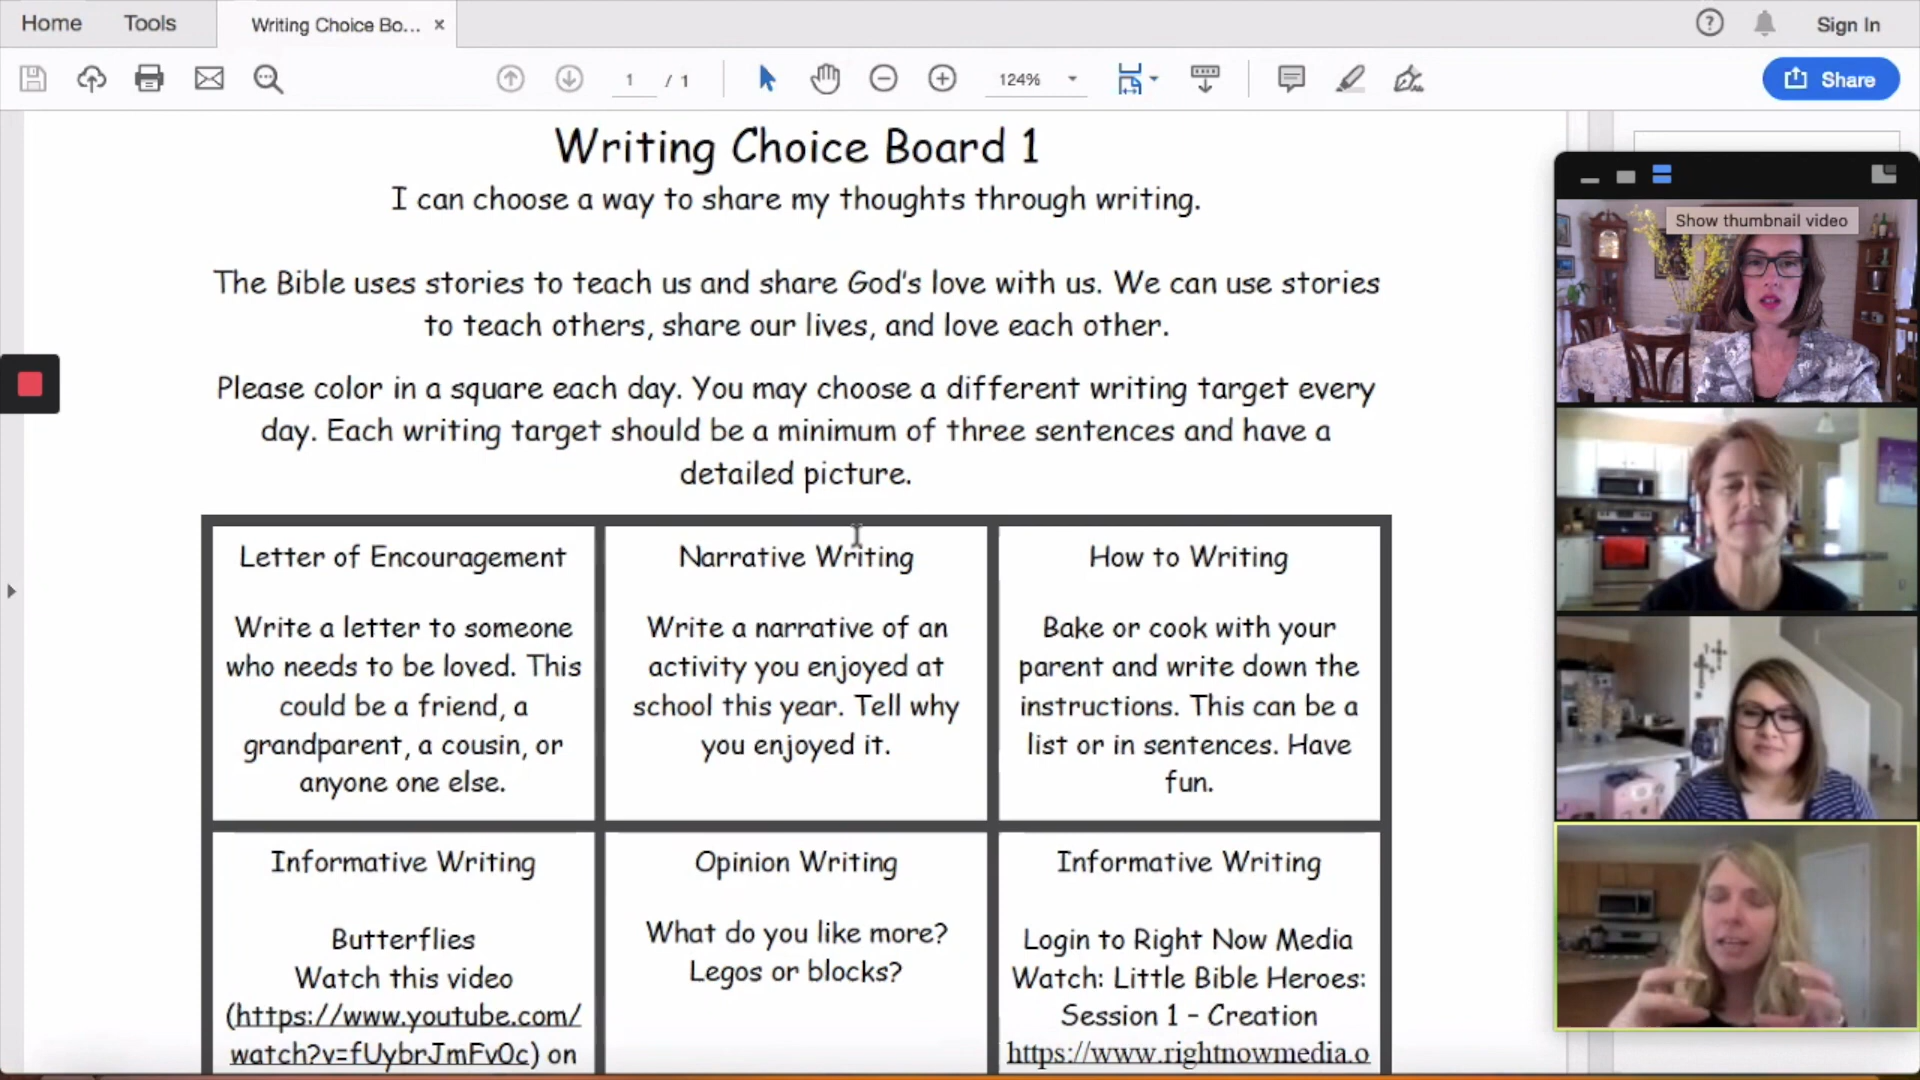 Home Tools Writing Choice Bo... × Sign In
1 / 1 124% Share
Writing Choice Board 1
I can choose a way to share my thoughts through writing.
Show thumbnail video
The Bible uses stories to teach us and share God's love with us. We can use stories
to teach others, share our lives, and love each other.
Please color in a square each day. You may choose a different writing target every
day. Each writing target should be a minimum of three sentences and have a
detailed picture.
Letter of Encouragement
Write a letter to someone
who needs to be loved. This
could be a friend, a
grandparent, a cousin, or
anyone one else.
Narrative Writing
Write a narrative of an
activity you enjoyed at
school this year. Tell why
you enjoyed it.
How to Writing
Bake or cook with your
parent and write down the
instructions. This can be a
list or in sentences. Have
fun.
Informative Writing
Butterflies
Watch this video
(https://www.youtube.com/
watch?v=fUybrJmFvOc) on
Opinion Writing
What do you like more?
Legos or blocks?
Informative Writing
Login to Right Now Media
Watch: Little Bible Heroes:
Session 1 - Creation
https://www.rightnowmedia.o